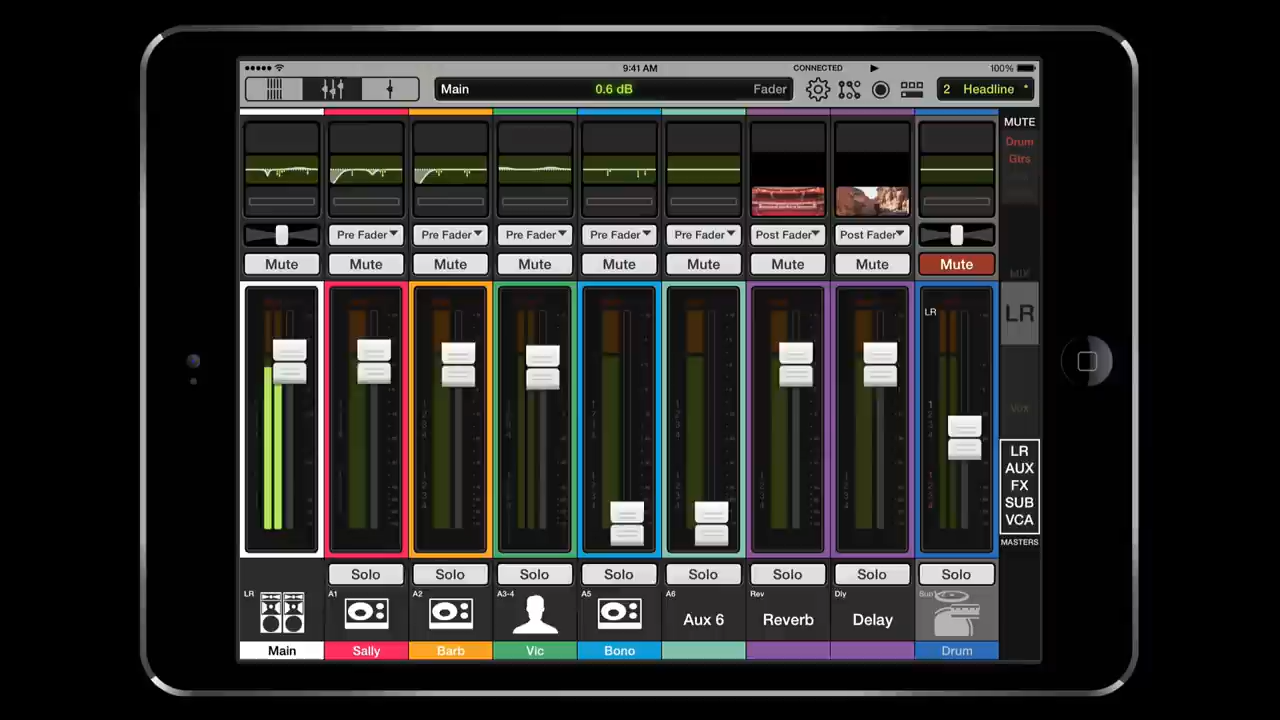 9:41 AM CONNECTED 100%
Main 0.6 dB Fader 2 Headline *
MUTE
Drum
Gtrs
Pre Fader Pre Fader Pre Fader Pre Fader Pre Fader Post Fader Post Fader
Mute Mute Mute Mute Mute Mute Mute Mute Mute
MIX
LR
LR
Vox
LR
AUX
FX
SUB
VCA
MASTERS
Solo Solo Solo Solo Solo Solo Solo Solo
LR A1 A2 A3-4 A5 A6 Rev Dly
Aux 6 Reverb Delay
Main Sally Barb Vic Bono Drum